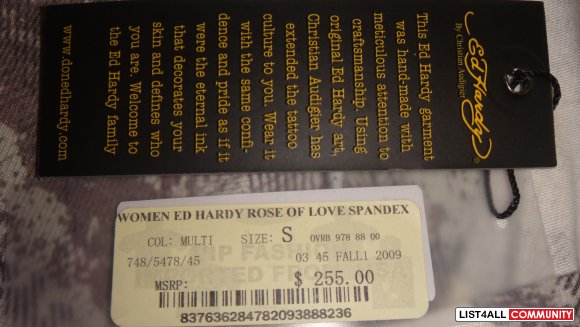 Ed Hardy®
By Christian Audigier
This Ed Hardy garment
was hand-made with
meticulous attention to
craftsmanship. Using
original Ed Hardy art,
Christian Audigier has
extended the tattoo
culture to you. Wear it
with the same confi-
dence and pride as if it
were the eternal ink
that decorates your
skin and defines who
you are. Welcome to
the Ed Hardy family
www.donedhardy.com
WOMEN ED HARDY ROSE OF LOVE SPANDEX
COL: MULTI SIZE: S OVRB 978 88 00
748/5478/45 03 45 FALL1 2009
MSRP: $ 255.00
837636284782093888236
LIST4ALL COMMUNITY